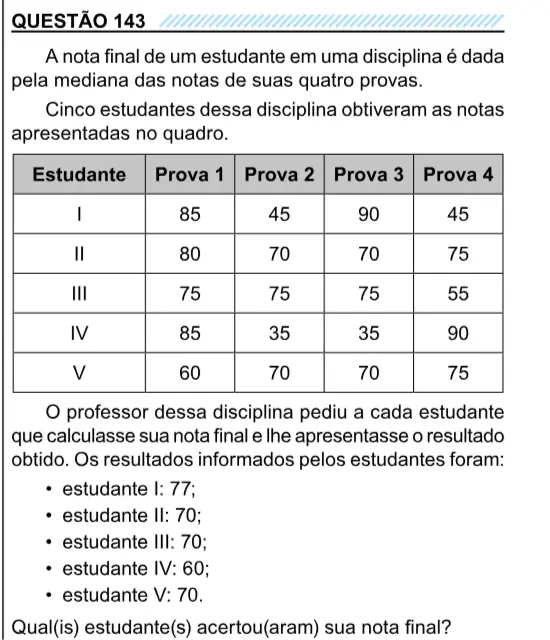 QUESTÃO 143
A nota final de um estudante em uma disciplina é dada
pela mediana das notas de suas quatro provas.
Cinco estudantes dessa disciplina obtiveram as notas
apresentadas no quadro.
Estudante Prova 1 Prova 2 Prova 3 Prova 4
I 85 45 90 45
II 80 70 70 75
III 75 75 75 55
IV 85 35 35 90
V 60 70 70 75
O professor dessa disciplina pediu a cada estudante
que calculasse sua nota final e lhe apresentasse o resultado
obtido. Os resultados informados pelos estudantes foram:
• estudante I: 77;
• estudante II: 70;
• estudante III: 70;
• estudante IV: 60;
• estudante V: 70.
Qual(is) estudante(s) acertou(aram) sua nota final?